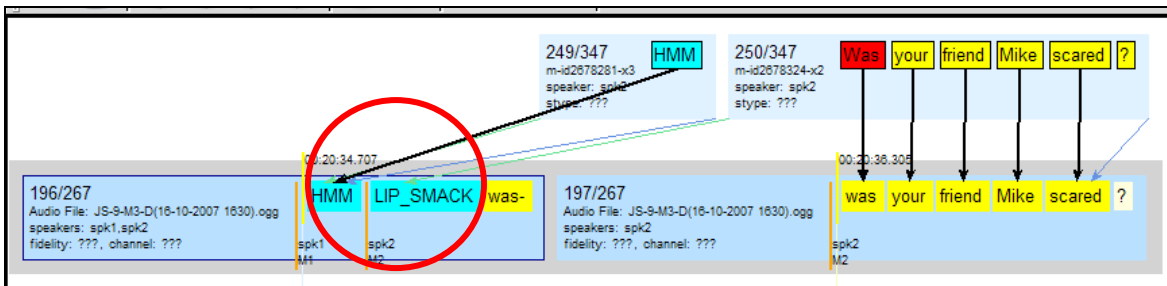 249/347 HMM
m-id2678281-x3
speaker: spk2
stype: ???
250/347 Was your friend Mike scared ?
m-id2678324-x2
speaker: spk2
stype: ???
00:20:34.707
00:20:36.305
196/267 HMM LIP_SMACK was-
Audio File: JS-9-M3-D(16-10-2007 1630).ogg
speakers: spk1,spk2
fidelity: ???, channel: ???
spk1
M1
spk2
M2
197/267 was your friend Mike scared ?
Audio File: JS-9-M3-D(16-10-2007 1630).ogg
speakers: spk2
fidelity: ???, channel: ???
spk2
M2